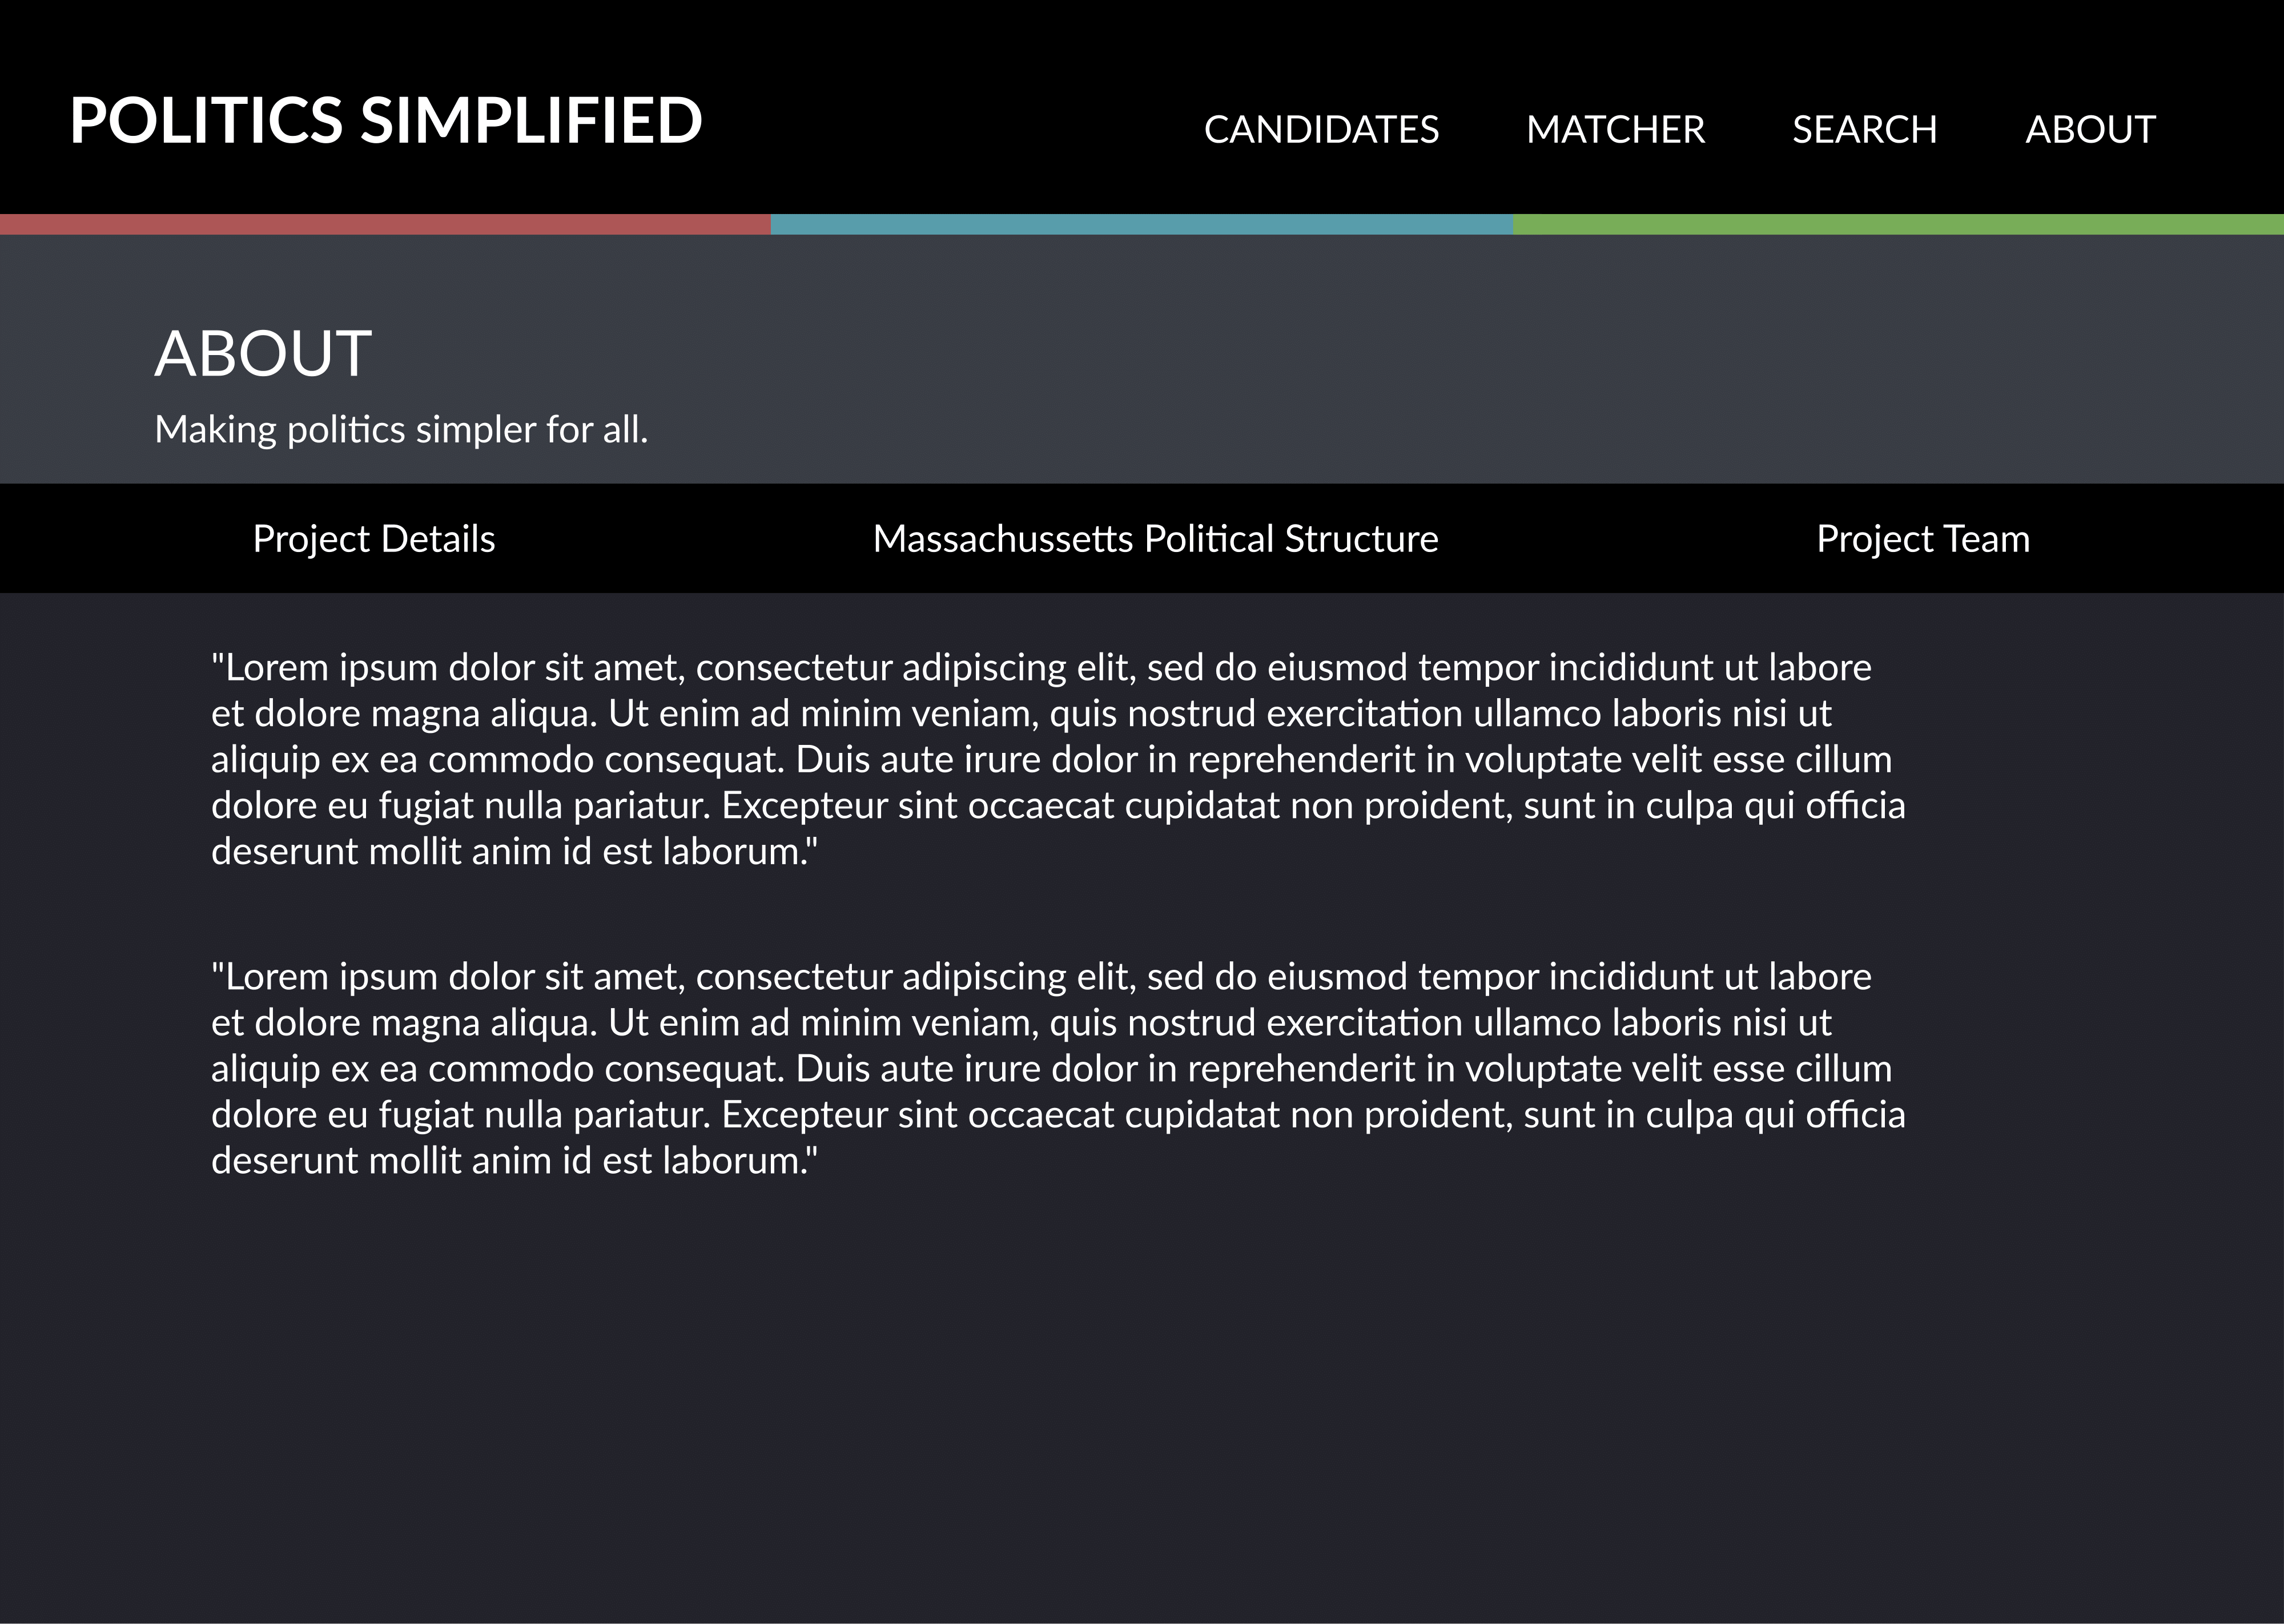 POLITICS SIMPLIFIED
CANDIDATES MATCHER SEARCH ABOUT
ABOUT
Making politics simpler for all.
Project Details Massachussetts Political Structure Project Team
"Lorem ipsum dolor sit amet, consectetur adipiscing elit, sed do eiusmod tempor incididunt ut labore
et dolore magna aliqua. Ut enim ad minim veniam, quis nostrud exercitation ullamco laboris nisi ut
aliquip ex ea commodo consequat. Duis aute irure dolor in reprehenderit in voluptate velit esse cillum
dolore eu fugiat nulla pariatur. Excepteur sint occaecat cupidatat non proident, sunt in culpa qui officia
deserunt mollit anim id est laborum."
"Lorem ipsum dolor sit amet, consectetur adipiscing elit, sed do eiusmod tempor incididunt ut labore
et dolore magna aliqua. Ut enim ad minim veniam, quis nostrud exercitation ullamco laboris nisi ut
aliquip ex ea commodo consequat. Duis aute irure dolor in reprehenderit in voluptate velit esse cillum
dolore eu fugiat nulla pariatur. Excepteur sint occaecat cupidatat non proident, sunt in culpa qui officia
deserunt mollit anim id est laborum."